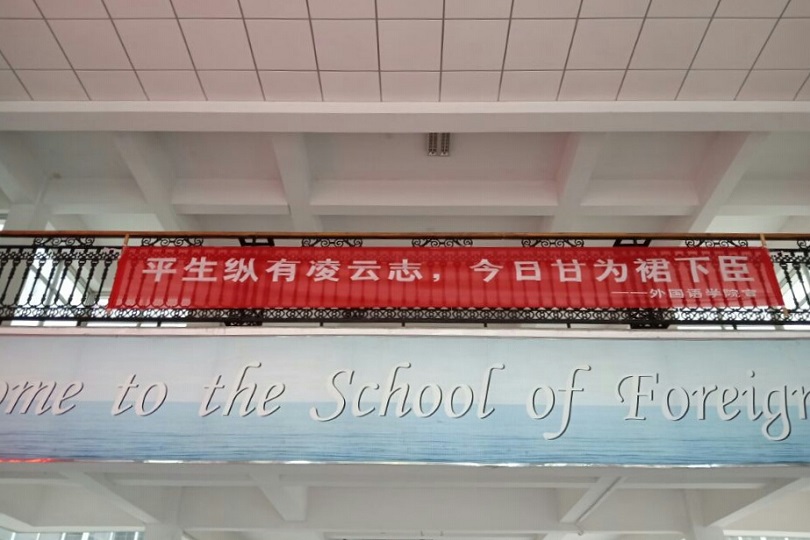 平生纵有凌云志，今日甘为裙下臣
——外国语学院宣
ome to the School of Foreign